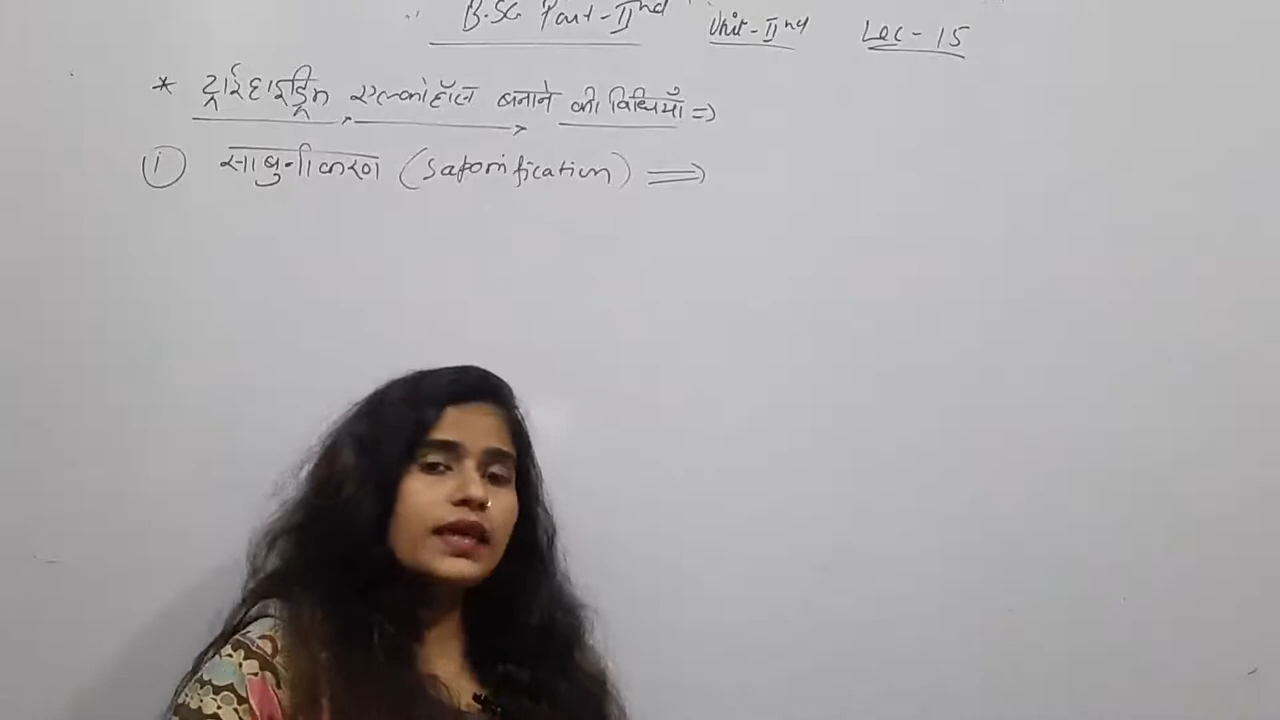 B.SC Part-IInd Unit-IInd Lec-15
* ट्राईहाइड्रिन एल्कोहॉल बनाने की विधियाँ =>
i साबुनीकरण (Saponification) =>